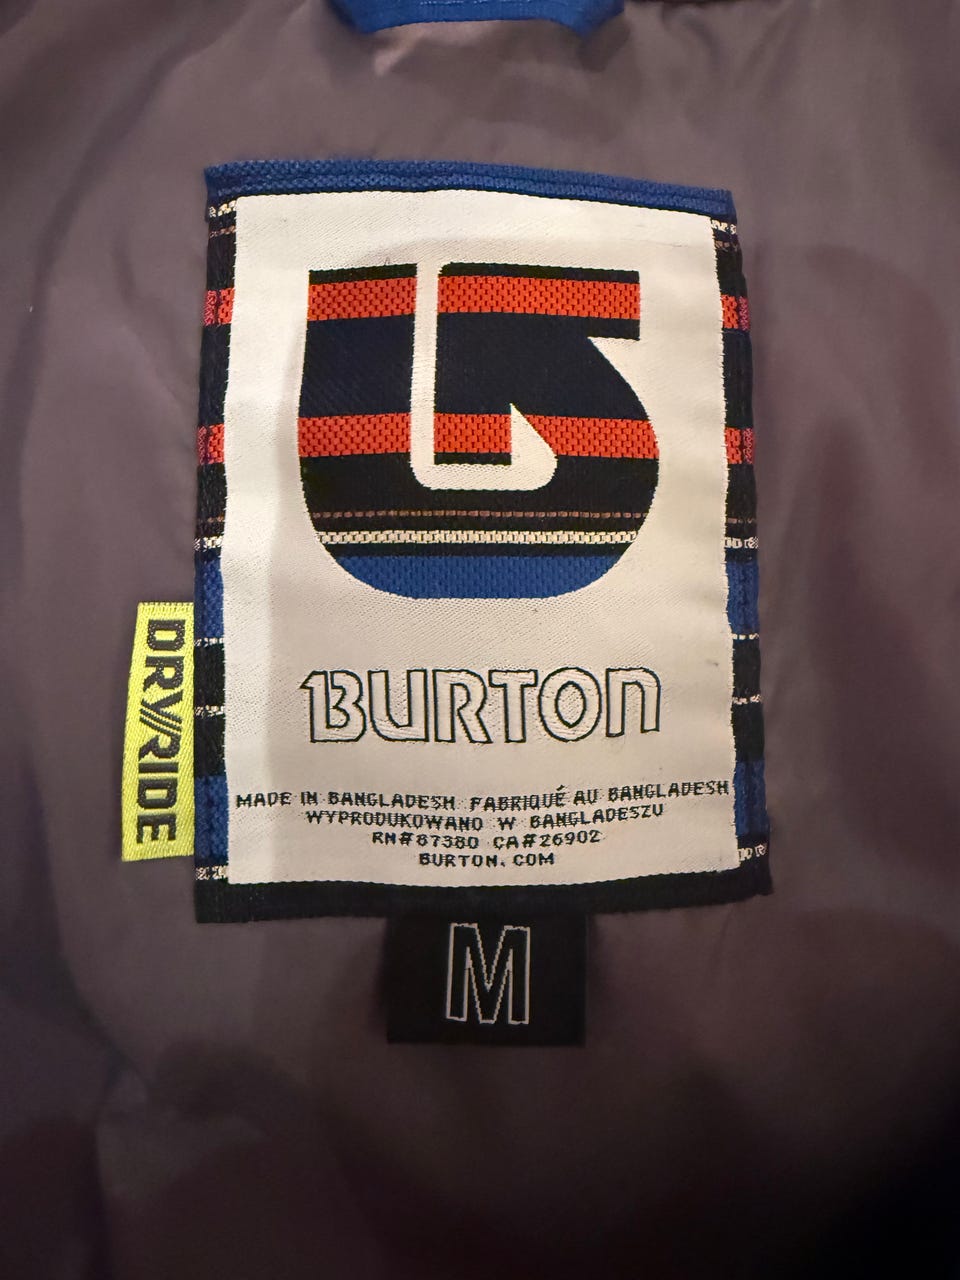 BURTON
MADE IN BANGLADESH FABRIQUÉ AU BANGLADESH
WYPRODUKOWANO W BANGLADESZU
RN#87380 CA#26902
BURTON.COM
DRY///RIDE
M